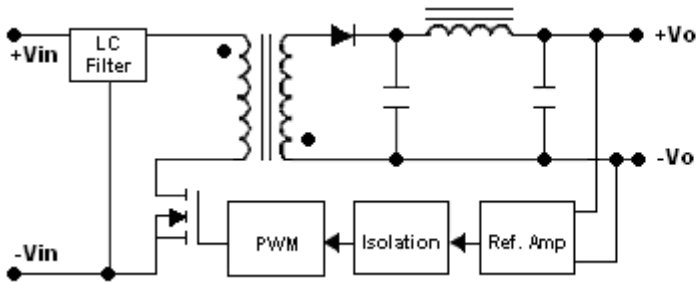 +Vin
LC
Filter
+Vo
-Vo
-Vin
PWM
Isolation
Ref. Amp